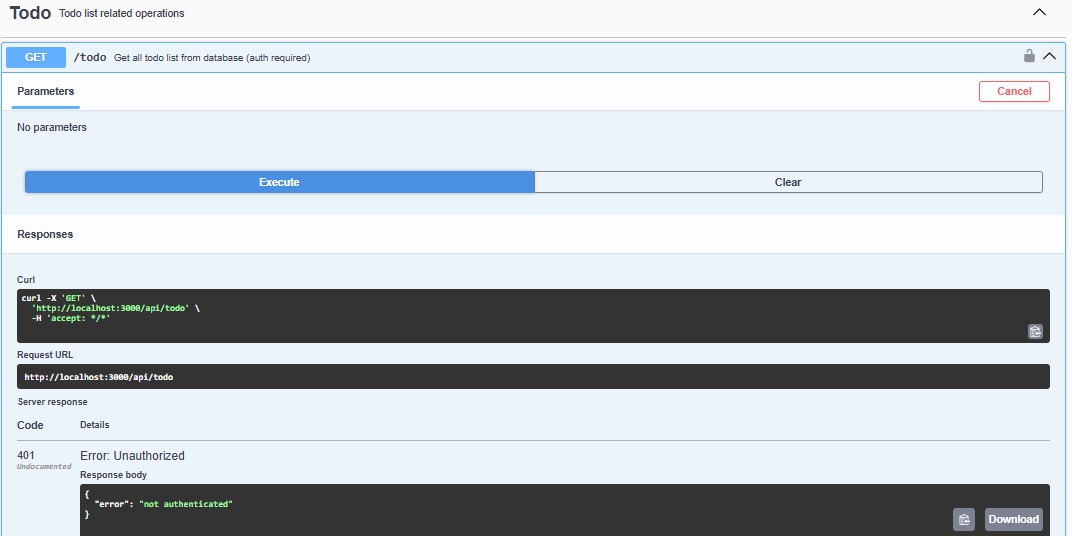 Todo Todo list related operations
GET /todo Get all todo list from database (auth required)
Parameters Cancel
No parameters
Execute Clear
Responses
Curl
curl -X 'GET' \
'http://localhost:3000/api/todo' \
-H 'accept: */*'
Request URL
http://localhost:3000/api/todo
Server response
Code Details
401 Error: Unauthorized
Undocumented
Response body
{
"error": "not authenticated"
}
Download